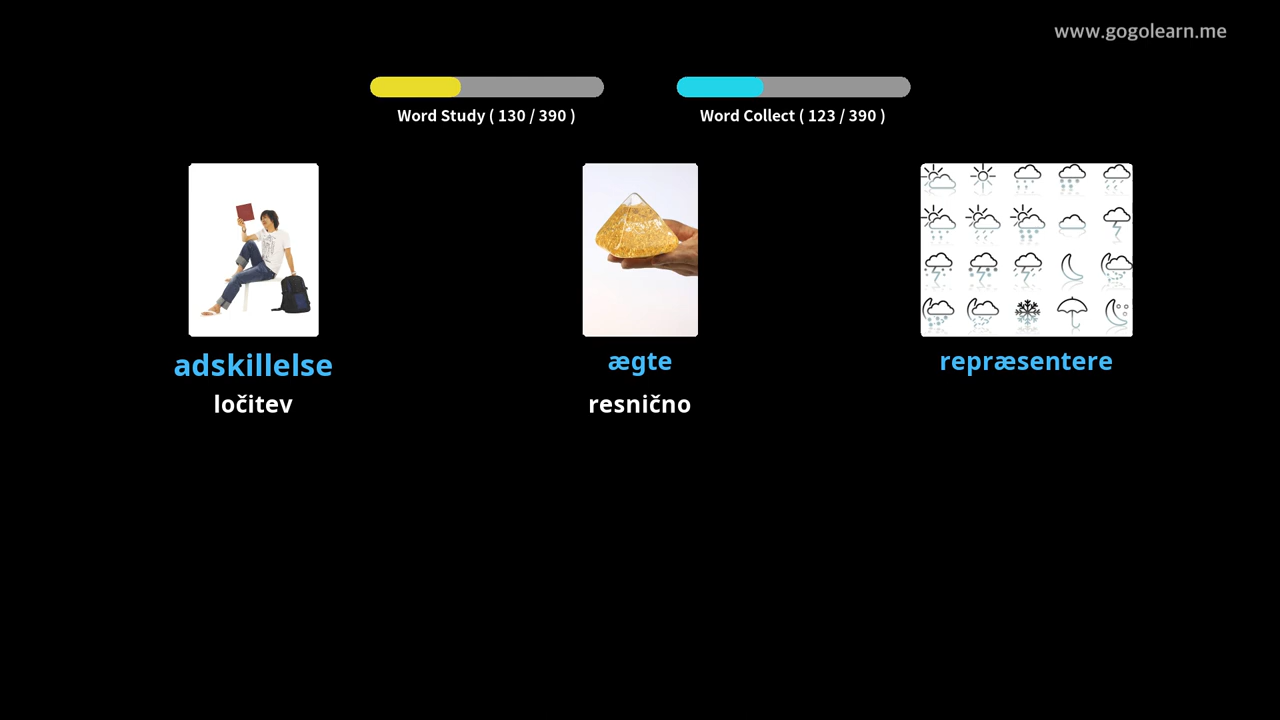 www.gogolearn.me
Word Study ( 130 / 390 )
Word Collect ( 123 / 390 )
adskillelse
ločitev
ægte
resnično
repræsentere